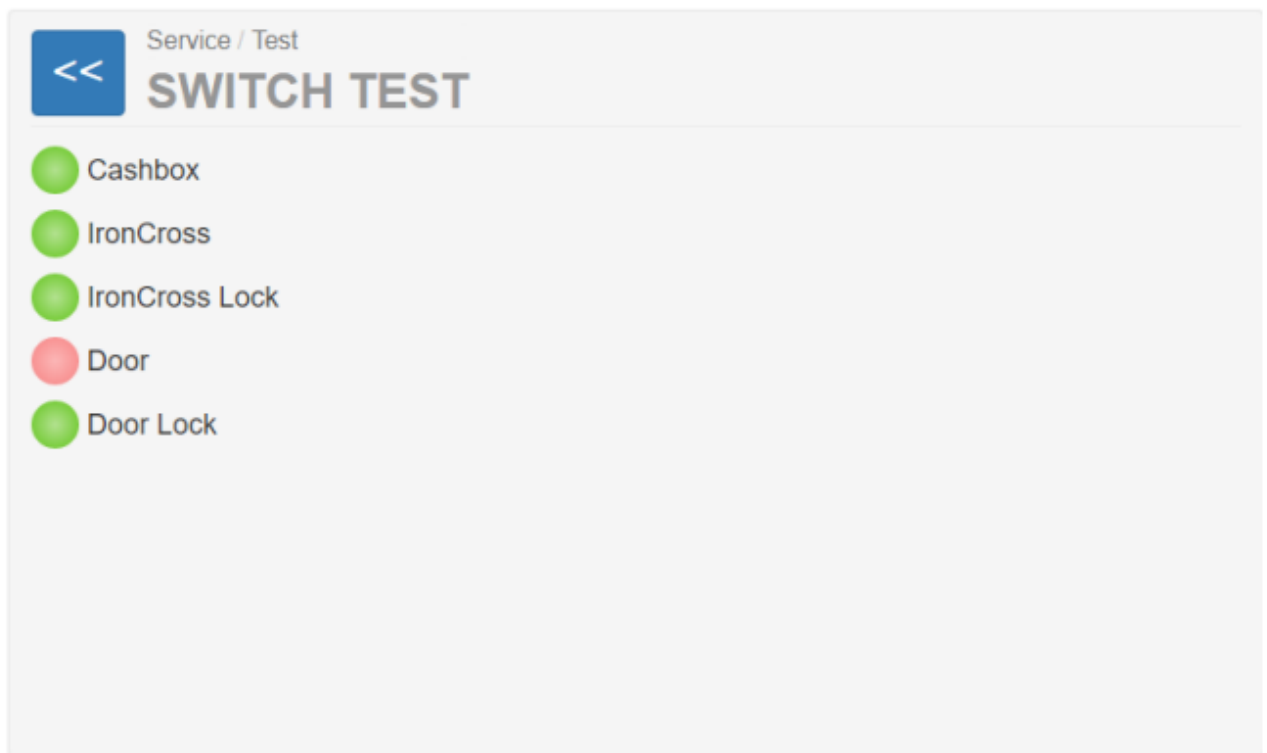 <<
Service / Test
SWITCH TEST
Cashbox
IronCross
IronCross Lock
Door
Door Lock